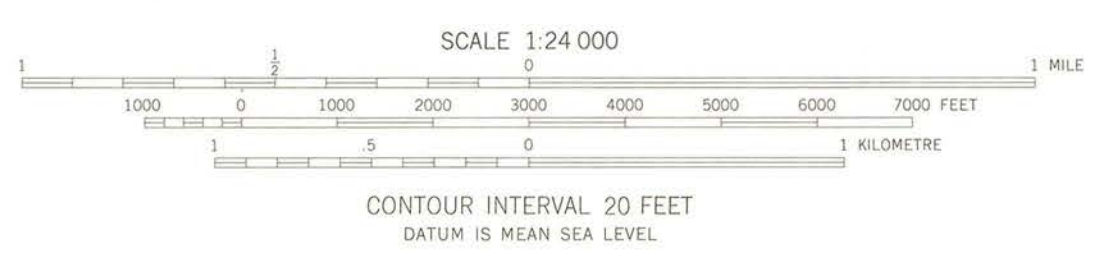 SCALE 1:24 000
1 1/2 0 1 MILE
1000 0 1000 2000 3000 4000 5000 6000 7000 FEET
1 .5 0 1 KILOMETRE
CONTOUR INTERVAL 20 FEET
DATUM IS MEAN SEA LEVEL